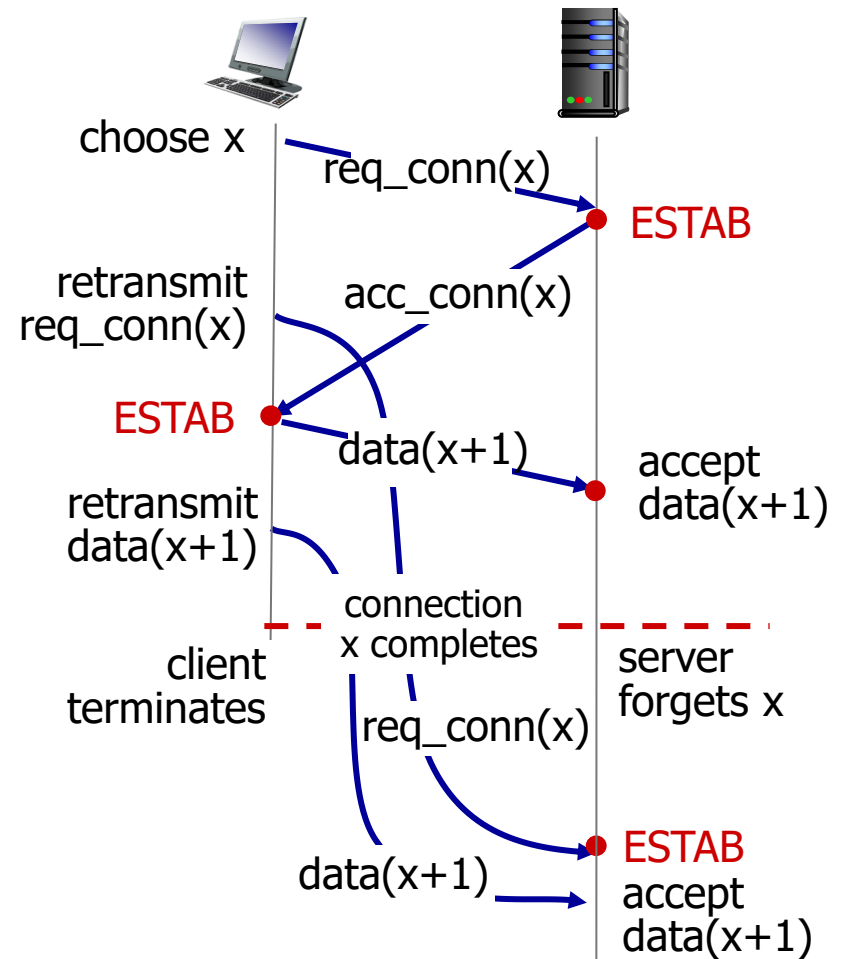 choose x
req_conn(x)
ESTAB
retransmit
req_conn(x)
acc_conn(x)
ESTAB
data(x+1)
accept
data(x+1)
retransmit
data(x+1)
connection
x completes
client
terminates
server
forgets x
req_conn(x)
ESTAB
data(x+1)
accept
data(x+1)